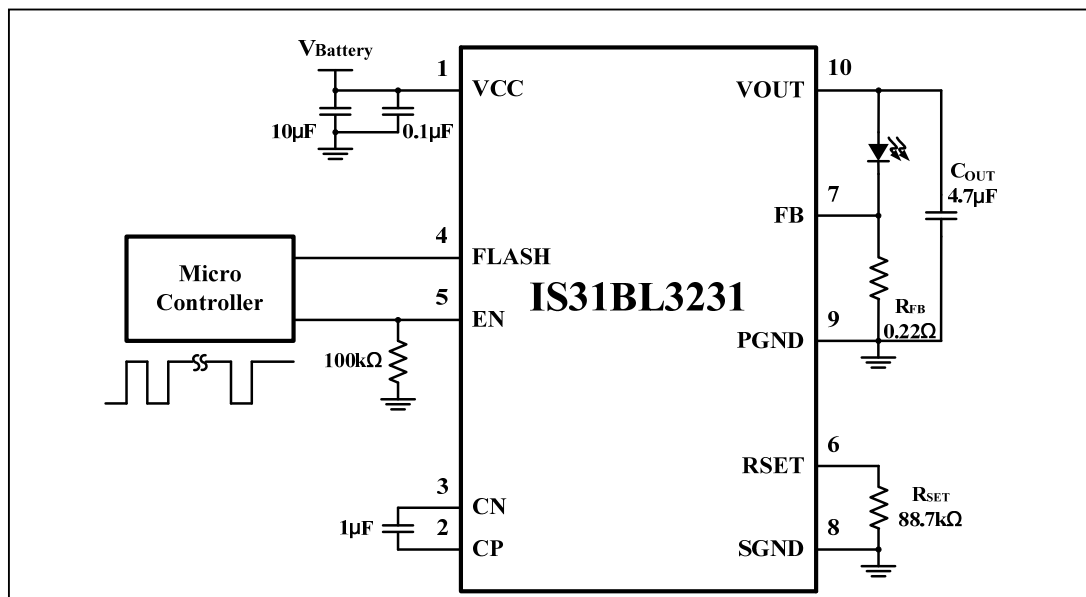 VBattery
1
VCC
10µF
0.1µF
Micro
Controller
4
FLASH
5
EN
100kΩ
3
CN
1µF
2
CP
IS31BL3231
10
VOUT
COUT
4.7µF
7
FB
RFB
0.22Ω
9
PGND
6
RSET
RSET
88.7kΩ
8
SGND